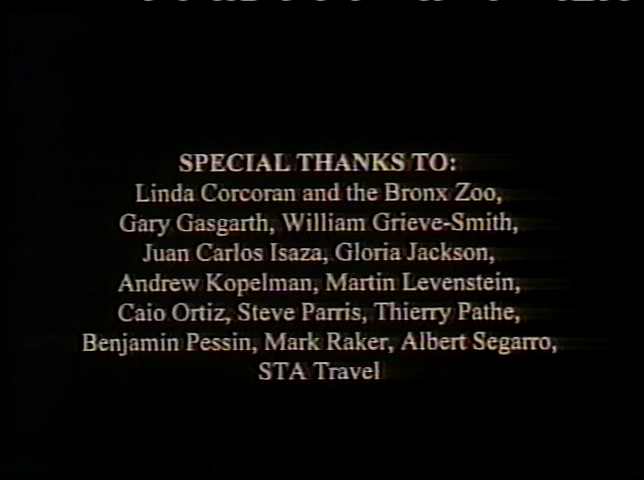 SPECIAL THANKS TO:
Linda Corcoran and the Bronx Zoo,
Gary Gasgarth, William Grieve-Smith,
Juan Carlos Isaza, Gloria Jackson,
Andrew Kopelman, Martin Levenstein,
Caio Ortiz, Steve Parris, Thierry Pathe,
Benjamin Pessin, Mark Raker, Albert Segarro,
STA Travel